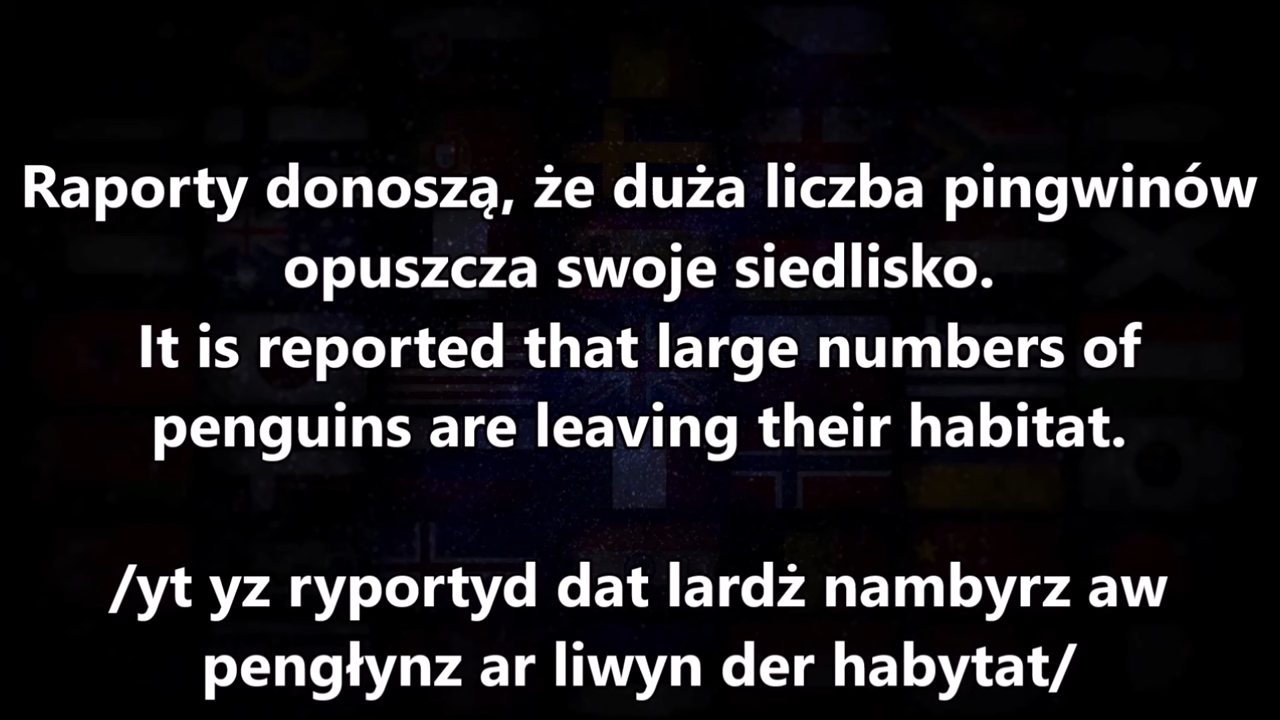 Raporty donoszą, że duża liczba pingwinów
opuszcza swoje siedlisko.
It is reported that large numbers of
penguins are leaving their habitat.
/yt yz ryportyd dat lardż nambyrz aw
pengłynz ar liwyn der habytat/